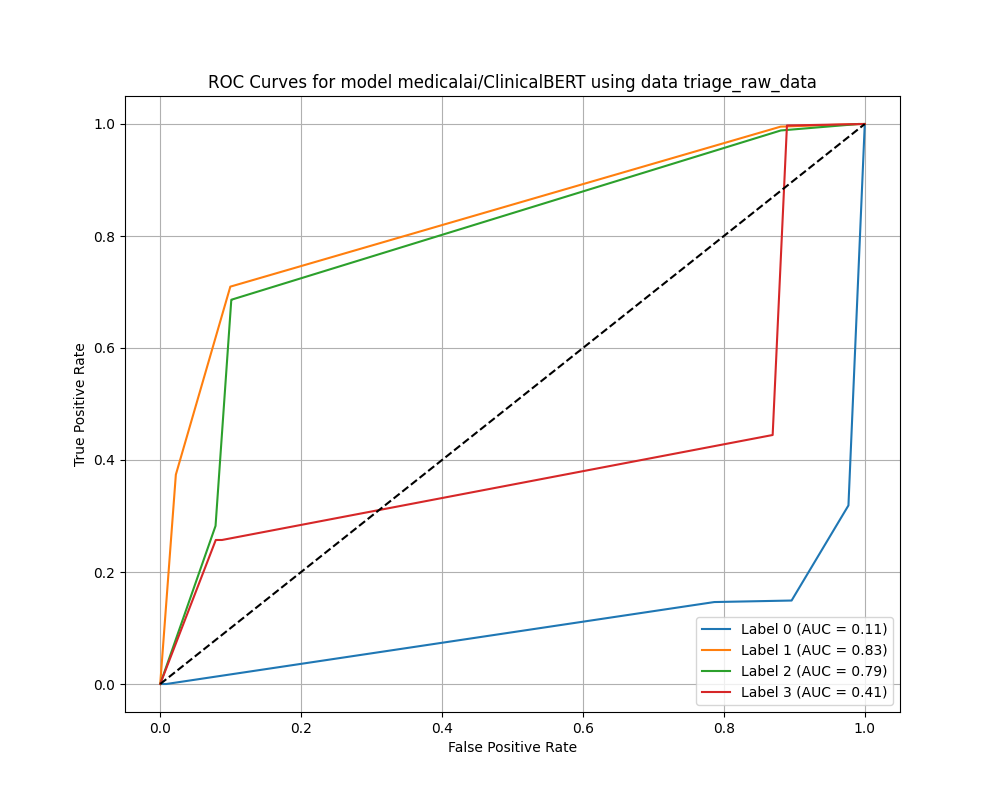 ROC Curves for model medicalai/ClinicalBERT using data triage_raw_data
1.0
0.8
0.6
0.4
0.2
0.0
True Positive Rate
0.0 0.2 0.4 0.6 0.8 1.0
False Positive Rate
Label 0 (AUC = 0.11)
Label 1 (AUC = 0.83)
Label 2 (AUC = 0.79)
Label 3 (AUC = 0.41)